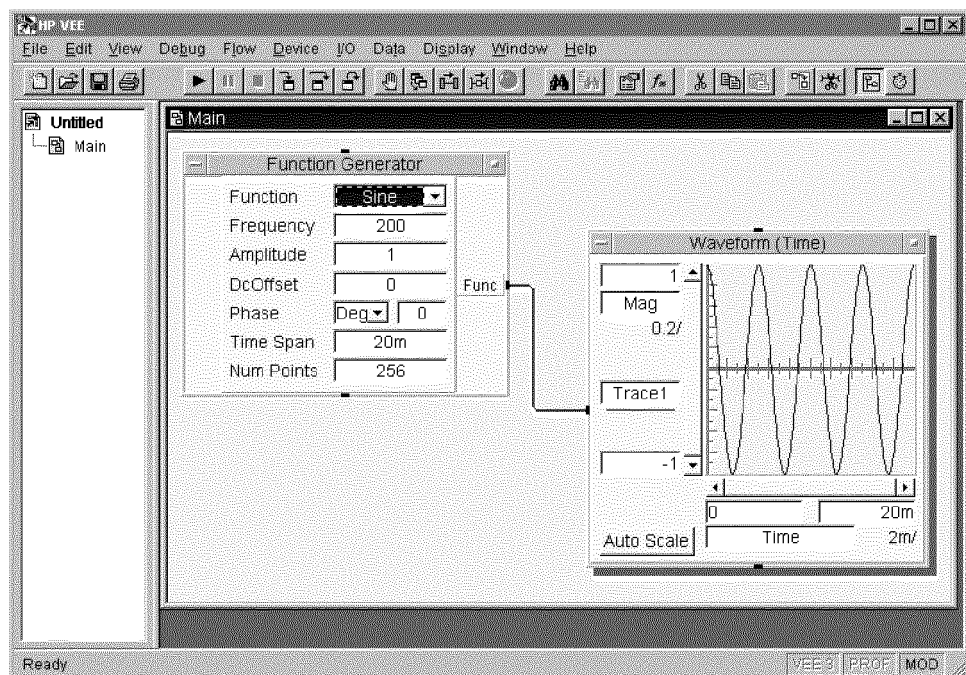 HP VEE
File Edit View Debug Flow Device I/O Data Display Window Help
Untitled
Main
Main
Function Generator
Function Sine
Frequency 200
Amplitude 1
DcOffset 0
Func
Phase Deg 0
Time Span 20m
Num Points 256
Waveform (Time)
1
Mag
0.2/
Trace1
-1
0 20m
Auto Scale Time 2m/
Ready VEE 3 PROF MOD